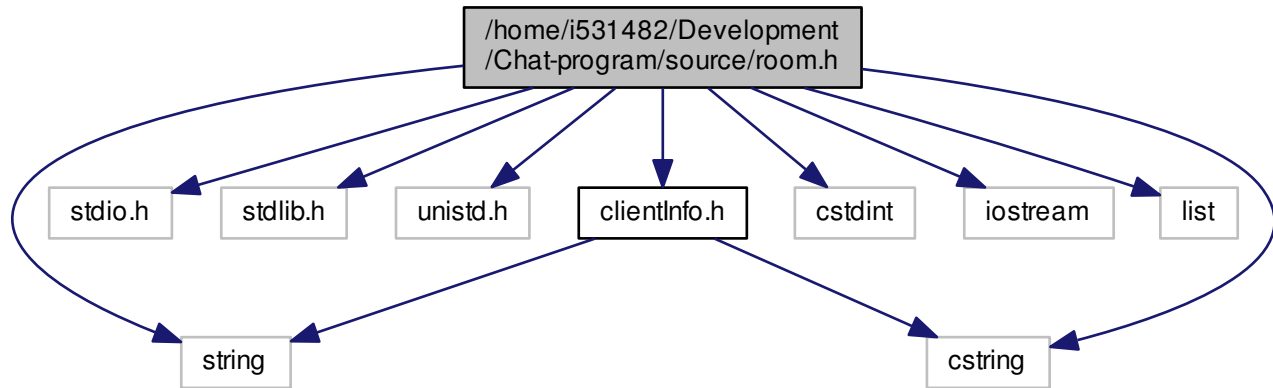 /home/i531482/Development
/Chat-program/source/room.h
stdio.h
stdlib.h
unistd.h
clientInfo.h
cstdint
iostream
list
string
cstring